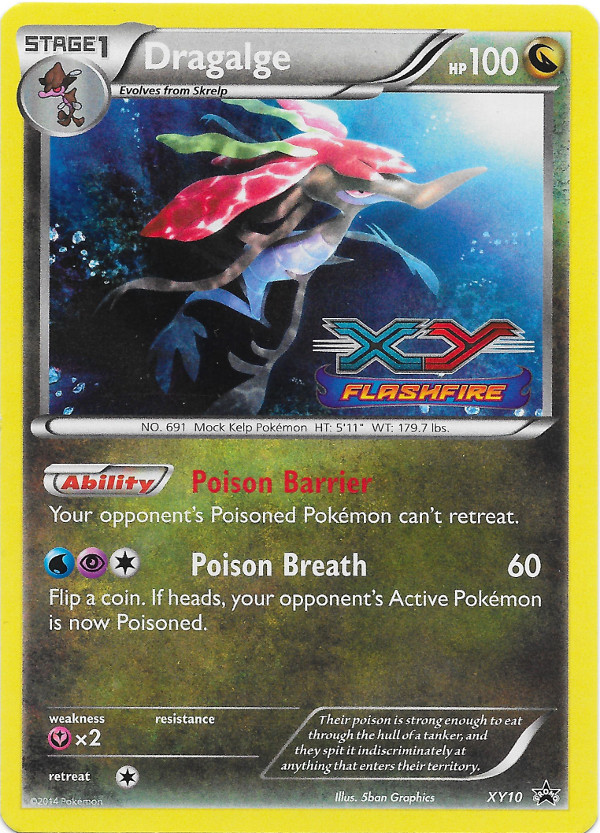 STAGE1
Dragalge
HP100
Evolves from Skrelp
XY
FLASHFIRE
NO. 691 Mock Kelp Pokémon HT: 5'11" WT: 179.7 lbs.
Ability Poison Barrier
Your opponent's Poisoned Pokémon can't retreat.
Poison Breath 60
Flip a coin. If heads, your opponent's Active Pokémon
is now Poisoned.
weakness resistance
×2
retreat
Their poison is strong enough to eat
through the hull of a tanker, and
they spit it indiscriminately at
anything that enters their territory.
©2014 Pokémon
Illus. 5ban Graphics
XY10
PROMO